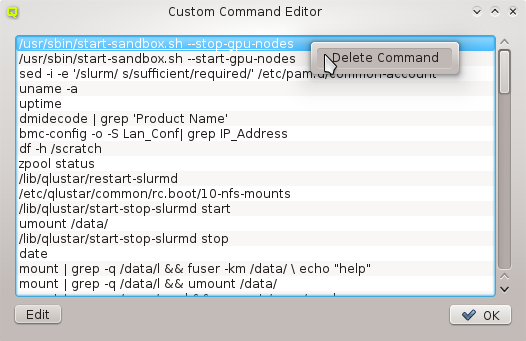 Custom Command Editor
/usr/sbin/start-sandbox.sh --stop-gpu-nodes
Delete Command
/usr/sbin/start-sandbox.sh --start-gpu-nodes
sed -i -e '/slurm/ s/sufficient/required/' /etc/pam.d/common-account
uname -a
uptime
dmidecode | grep 'Product Name'
bmc-config -o -S Lan_Conf| grep IP_Address
df -h /scratch
zpool status
/lib/qlustar/restart-slurmd
/etc/qlustar/common/rc.boot/10-nfs-mounts
/lib/qlustar/start-stop-slurmd start
umount /data/
/lib/qlustar/start-stop-slurmd stop
date
mount | grep -q /data/l && fuser -km /data/ \ echo "help"
mount | grep -q /data/l && umount /data/
Edit
OK